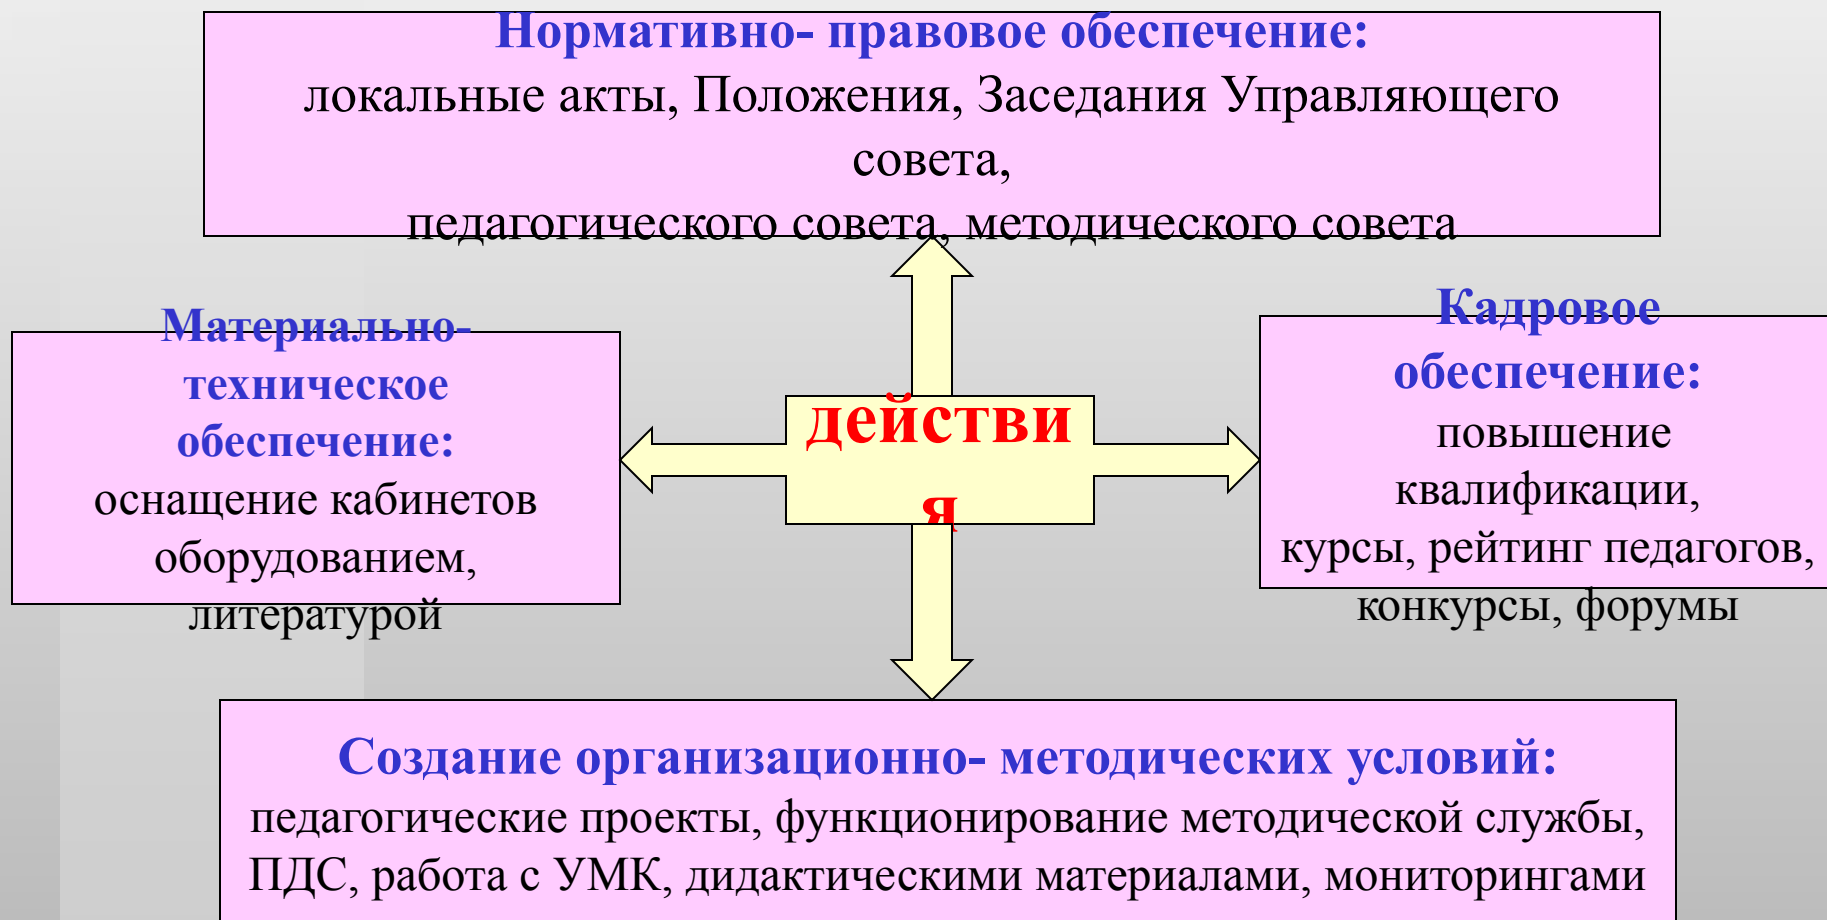 Нормативно- правовое обеспечение:
локальные акты, Положения, Заседания Управляющего
совета,
педагогического совета, методического совета
Материально-
техническое
обеспечение:
оснащение кабинетов
оборудованием,
литературой
действи
я
Кадровое
обеспечение:
повышение
квалификации,
курсы, рейтинг педагогов,
конкурсы, форумы
Создание организационно- методических условий:
педагогические проекты, функционирование методической службы,
ПДС, работа с УМК, дидактическими материалами, мониторингами